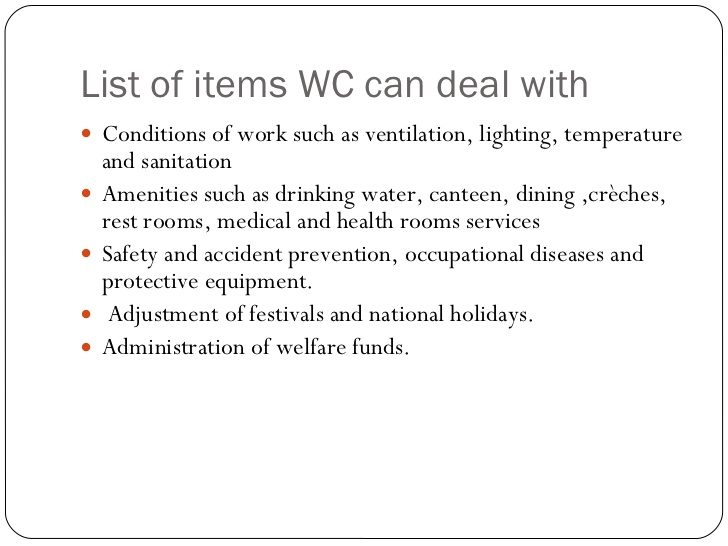 List of items WC can deal with
• Conditions of work such as ventilation, lighting, temperature
and sanitation
• Amenities such as drinking water, canteen, dining ,crèches,
rest rooms, medical and health rooms services
• Safety and accident prevention, occupational diseases and
protective equipment.
• Adjustment of festivals and national holidays.
• Administration of welfare funds.